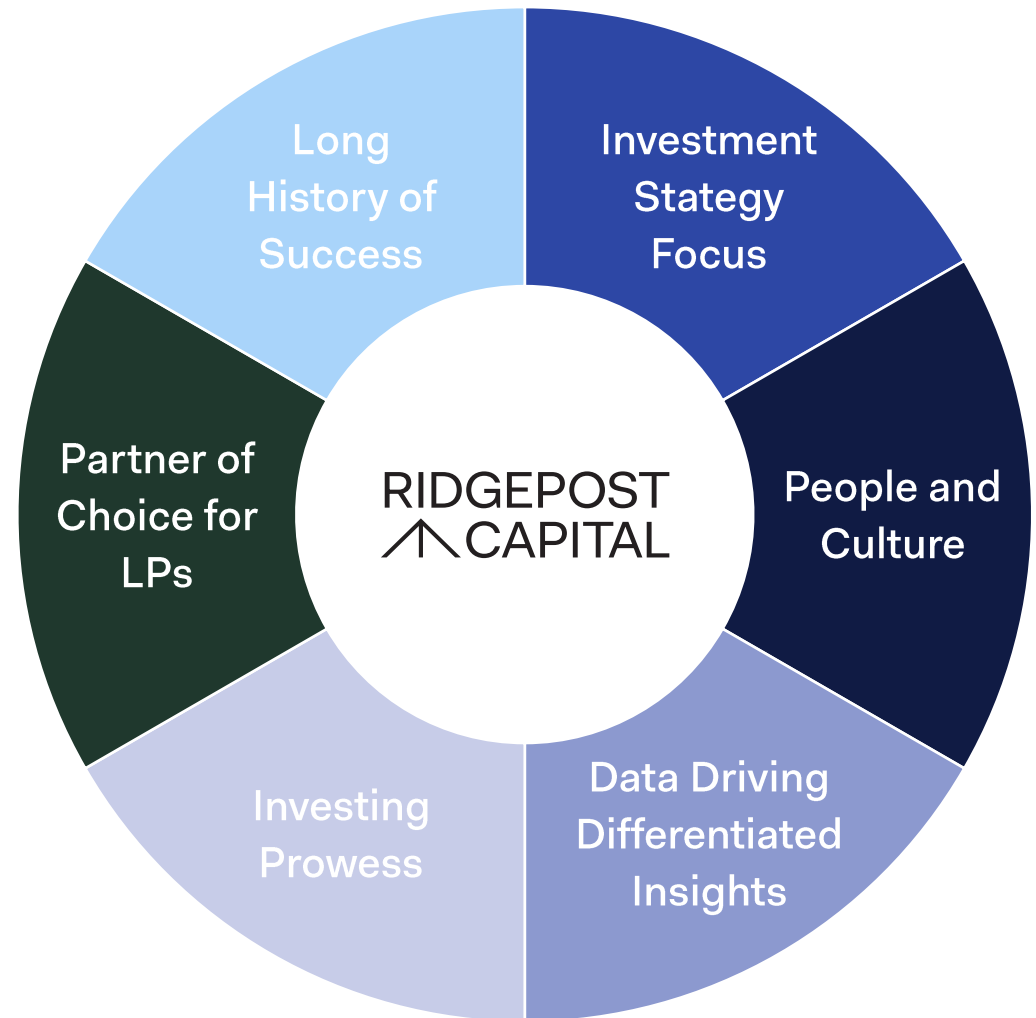 Long
History of
Success
Investment
Stategy
Focus
Partner of
Choice for
LPs
RIDGEPOST
CAPITAL
People and
Culture
Investing
Prowess
Data Driving
Differentiated
Insights